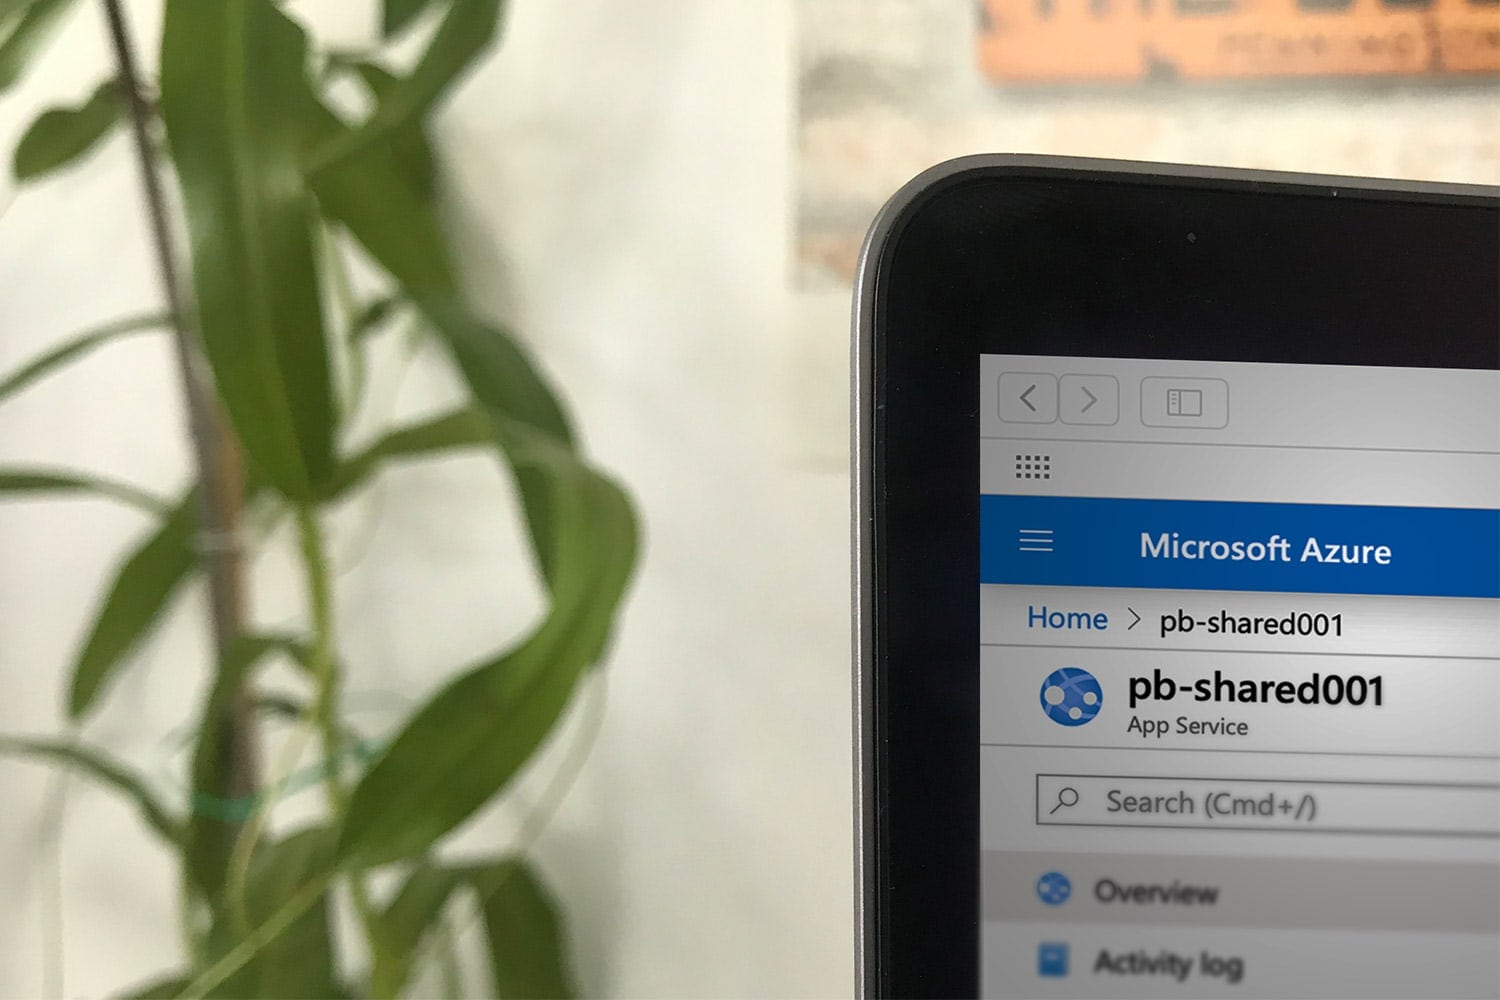 Microsoft Azure
Home > pb-shared001
pb-shared001
App Service
Search (Cmd+/)
Overview
Activity log